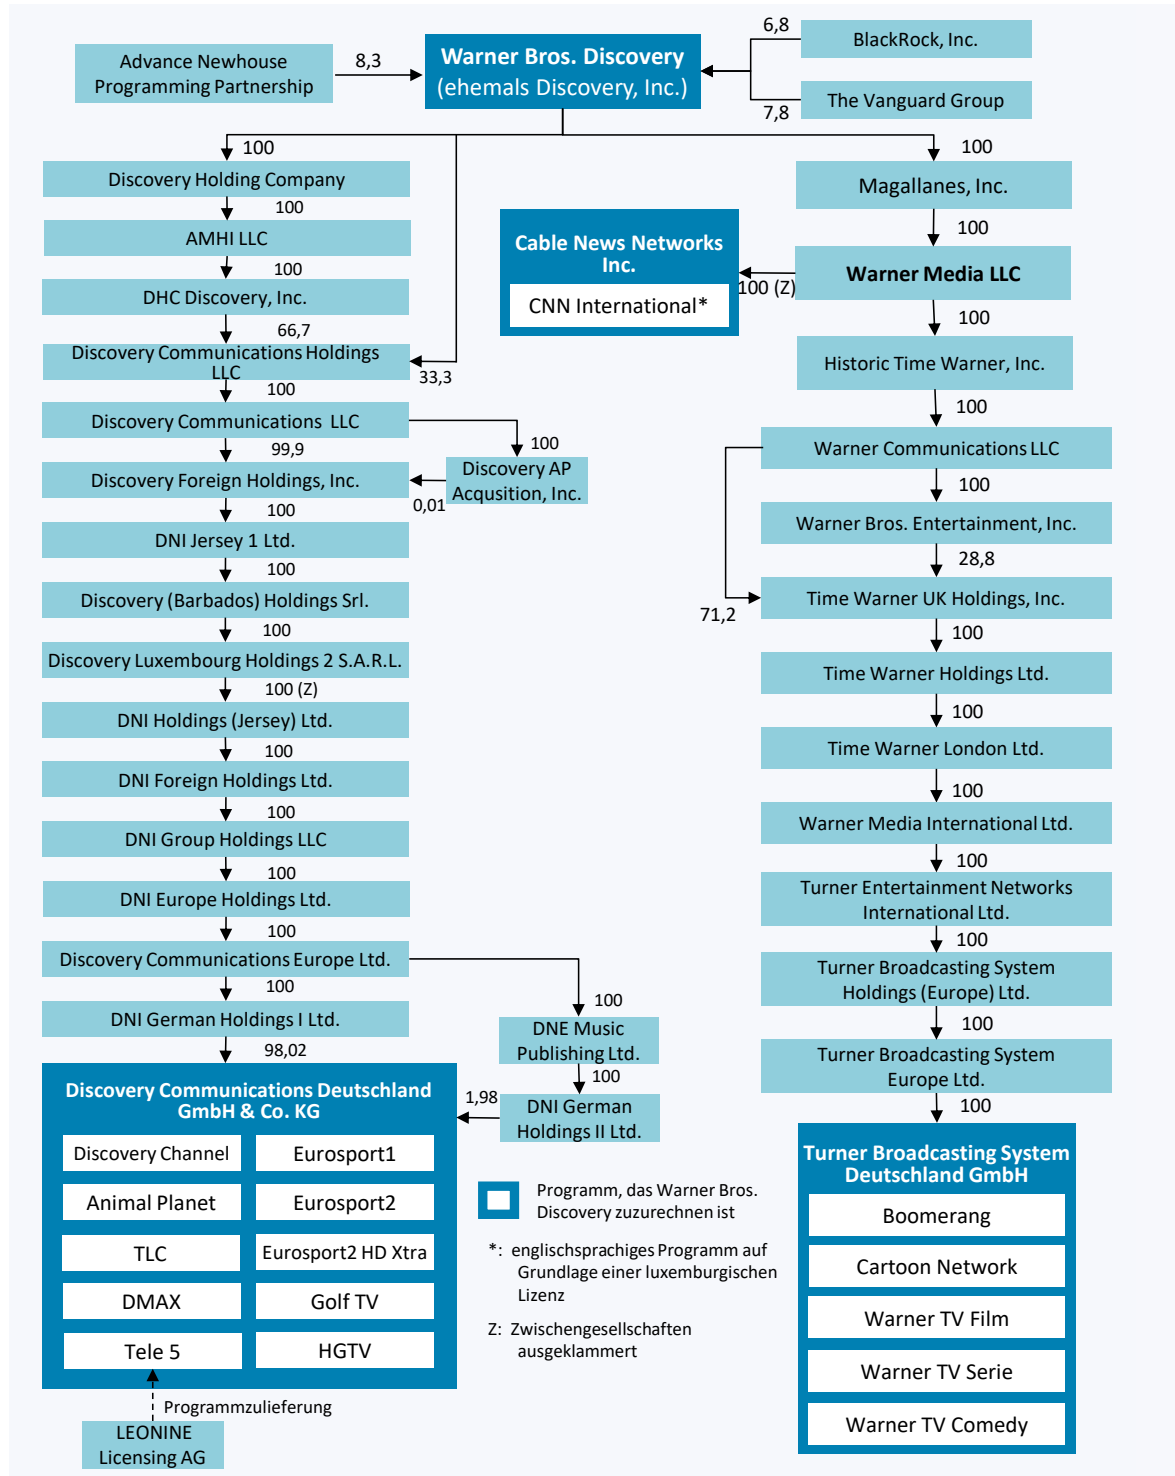 Advance Newhouse
Programming Partnership
8,3
Warner Bros. Discovery
(ehemals Discovery, Inc.)
6,8
BlackRock, Inc.
7,8
The Vanguard Group
100
Discovery Holding Company
100
AMHI LLC
100
DHC Discovery, Inc.
66,7
Discovery Communications Holdings
LLC
33,3
100
Discovery Communications LLC
99,9
100
Discovery AP
Acqusition, Inc.
0,01
Discovery Foreign Holdings, Inc.
100
DNI Jersey 1 Ltd.
100
Discovery (Barbados) Holdings Srl.
100
Discovery Luxembourg Holdings 2 S.A.R.L.
100 (Z)
DNI Holdings (Jersey) Ltd.
100
DNI Foreign Holdings Ltd.
100
DNI Group Holdings LLC
100
DNI Europe Holdings Ltd.
100
Discovery Communications Europe Ltd.
100
DNI German Holdings I Ltd.
98,02
100
DNE Music
Publishing Ltd.
100
DNI German
Holdings II Ltd.
1,98
Discovery Communications Deutschland
GmbH & Co. KG
Discovery Channel
Eurosport1
Animal Planet
Eurosport2
TLC
Eurosport2 HD Xtra
DMAX
Golf TV
Tele 5
HGTV
Programmzulieferung
LEONINE
Licensing AG
Cable News Networks
Inc.
CNN International*
100 (Z)
100
Magallanes, Inc.
100
Warner Media LLC
100
Historic Time Warner, Inc.
100
Warner Communications LLC
100
Warner Bros. Entertainment, Inc.
28,8
71,2
Time Warner UK Holdings, Inc.
100
Time Warner Holdings Ltd.
100
Time Warner London Ltd.
100
Warner Media International Ltd.
100
Turner Entertainment Networks
International Ltd.
100
Turner Broadcasting System
Holdings (Europe) Ltd.
100
Turner Broadcasting System
Europe Ltd.
100
Turner Broadcasting System
Deutschland GmbH
Boomerang
Cartoon Network
Warner TV Film
Warner TV Serie
Warner TV Comedy
Programm, das Warner Bros.
Discovery zuzurechnen ist
*: englischsprachiges Programm auf
Grundlage einer luxemburgischen
Lizenz
Z: Zwischengesellschaften
ausgeklammert